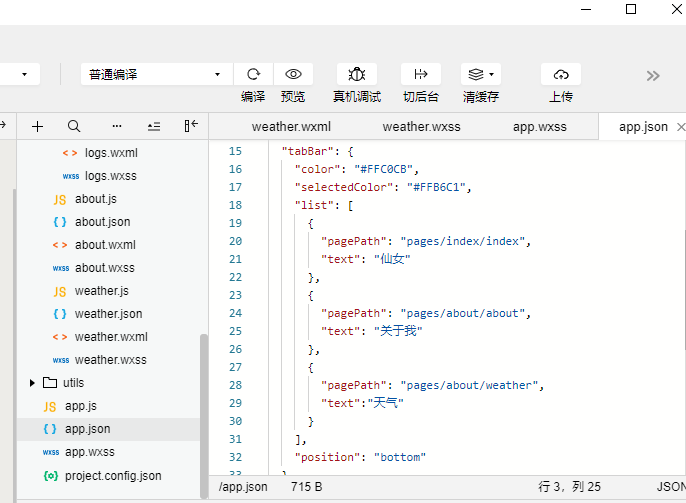 普通编译
编译 预览 真机调试 切后台 清缓存 上传
weather.wxml weather.wxss app.wxss app.json
logs.wxml
logs.wxss
JS about.js
{ } about.json
< > about.wxml
wxss about.wxss
JS weather.js
{ } weather.json
< > weather.wxml
wxss weather.wxss
utils
JS app.js
{ } app.json
wxss app.wxss
{o} project.config.json
15 "tabBar": {
16 "color": "#FFC0CB",
17 "selectedColor": "#FFB6C1",
18 "list": [
19 {
20 "pagePath": "pages/index/index",
21 "text": "仙女"
22 },
23 {
24 "pagePath": "pages/about/about",
25 "text": "关于我"
26 },
27 {
28 "pagePath": "pages/about/weather",
29 "text":"天气"
30 }
31 ],
32 "position": "bottom"
33
/app.json 715 B 行 3，列 25 JSON